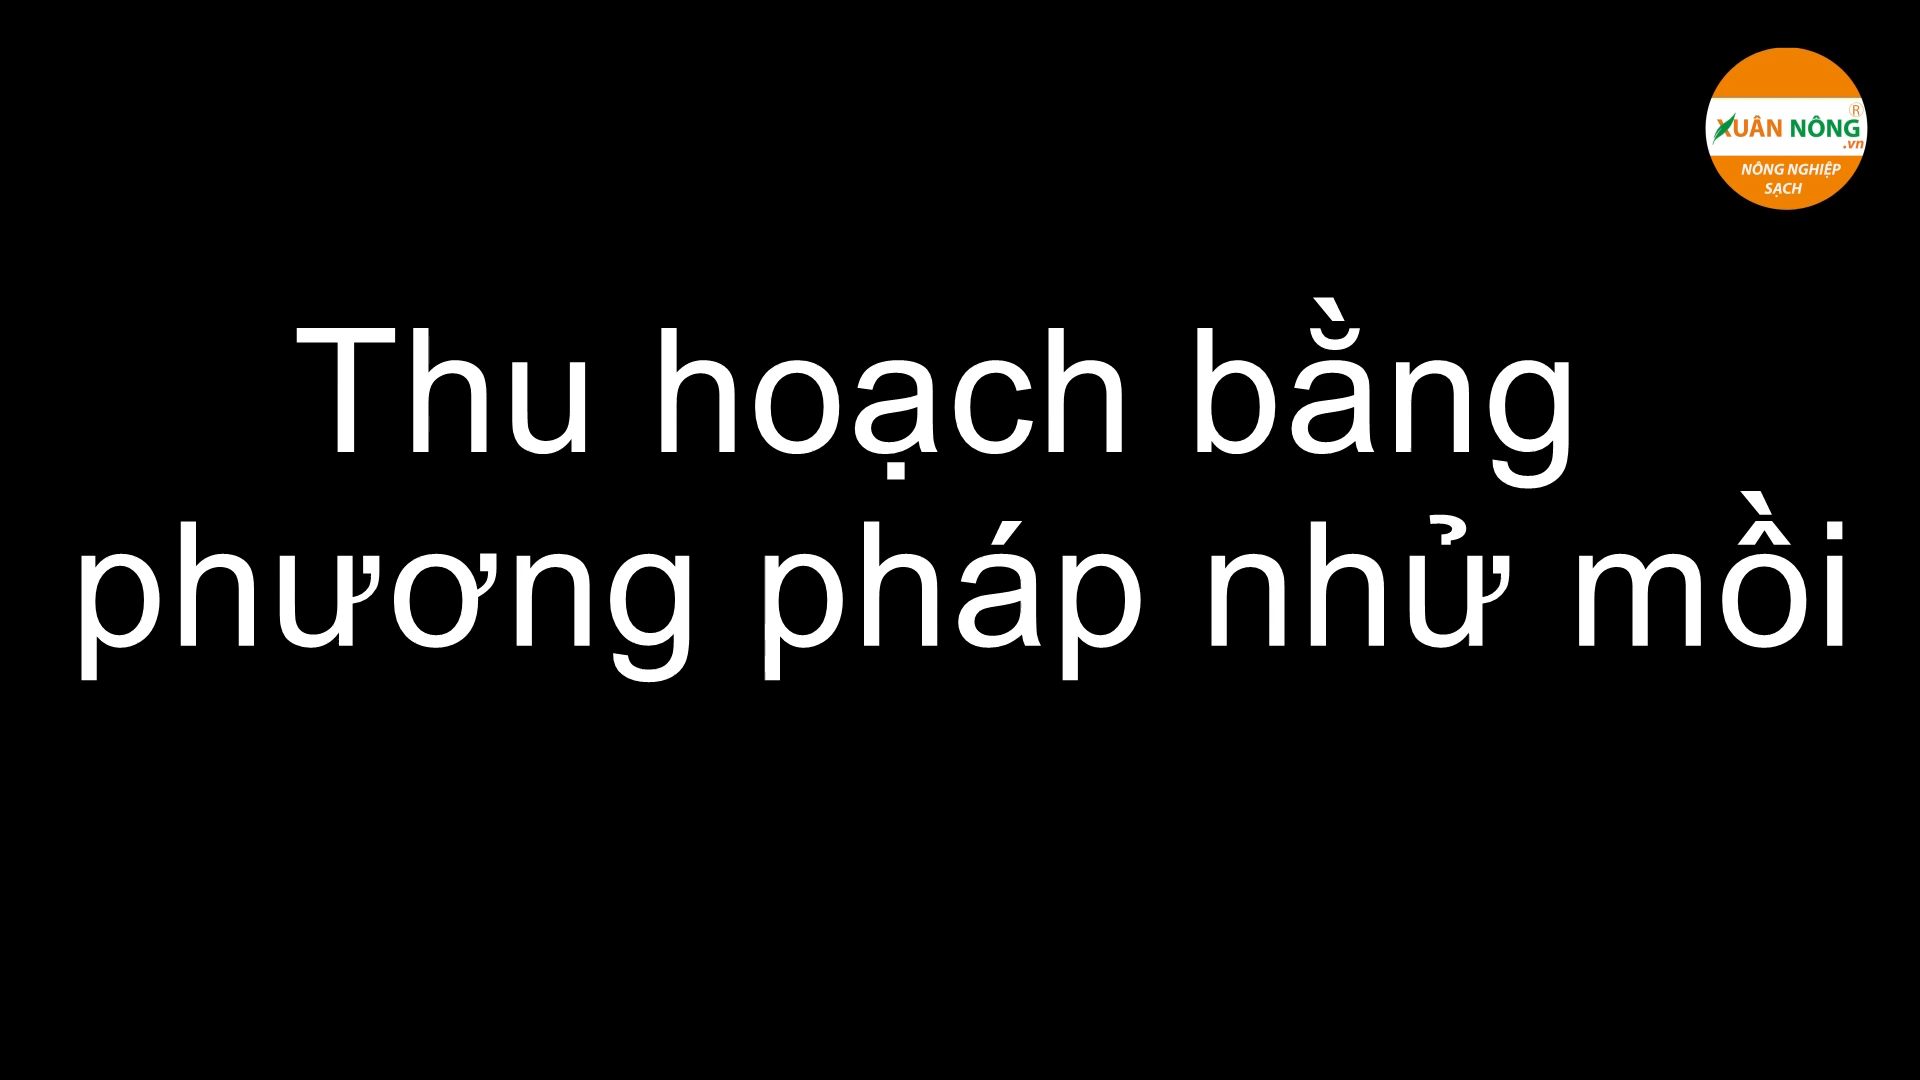 XUÂN NÔNG®
.vn
NÔNG NGHIỆP
SẠCH
Thu hoạch bằng
phương pháp nhử mồi